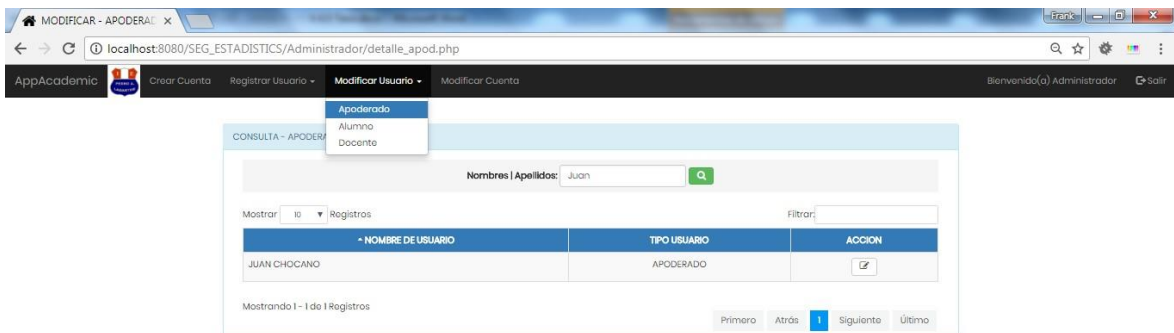 MODIFICAR - APODERAD
Frank
localhost:8080/SEG_ESTADISTICS/Administrador/detalle_apod.php
AppAcademic Crear Cuenta Registrar Usuario Modificar Usuario Modificar Cuenta Bienvenido(a) Administrador Salir
Apoderado
Alumno
Docente
CONSULTA - APODERA
Nombres | Apellidos: Juan
Mostrar 10 Registros Filtrar:
NOMBRE DE USUARIO TIPO USUARIO ACCION
JUAN CHOCANO APODERADO
Mostrando 1 - 1 de 1 Registros
Primero Atrás 1 Siguiente Último